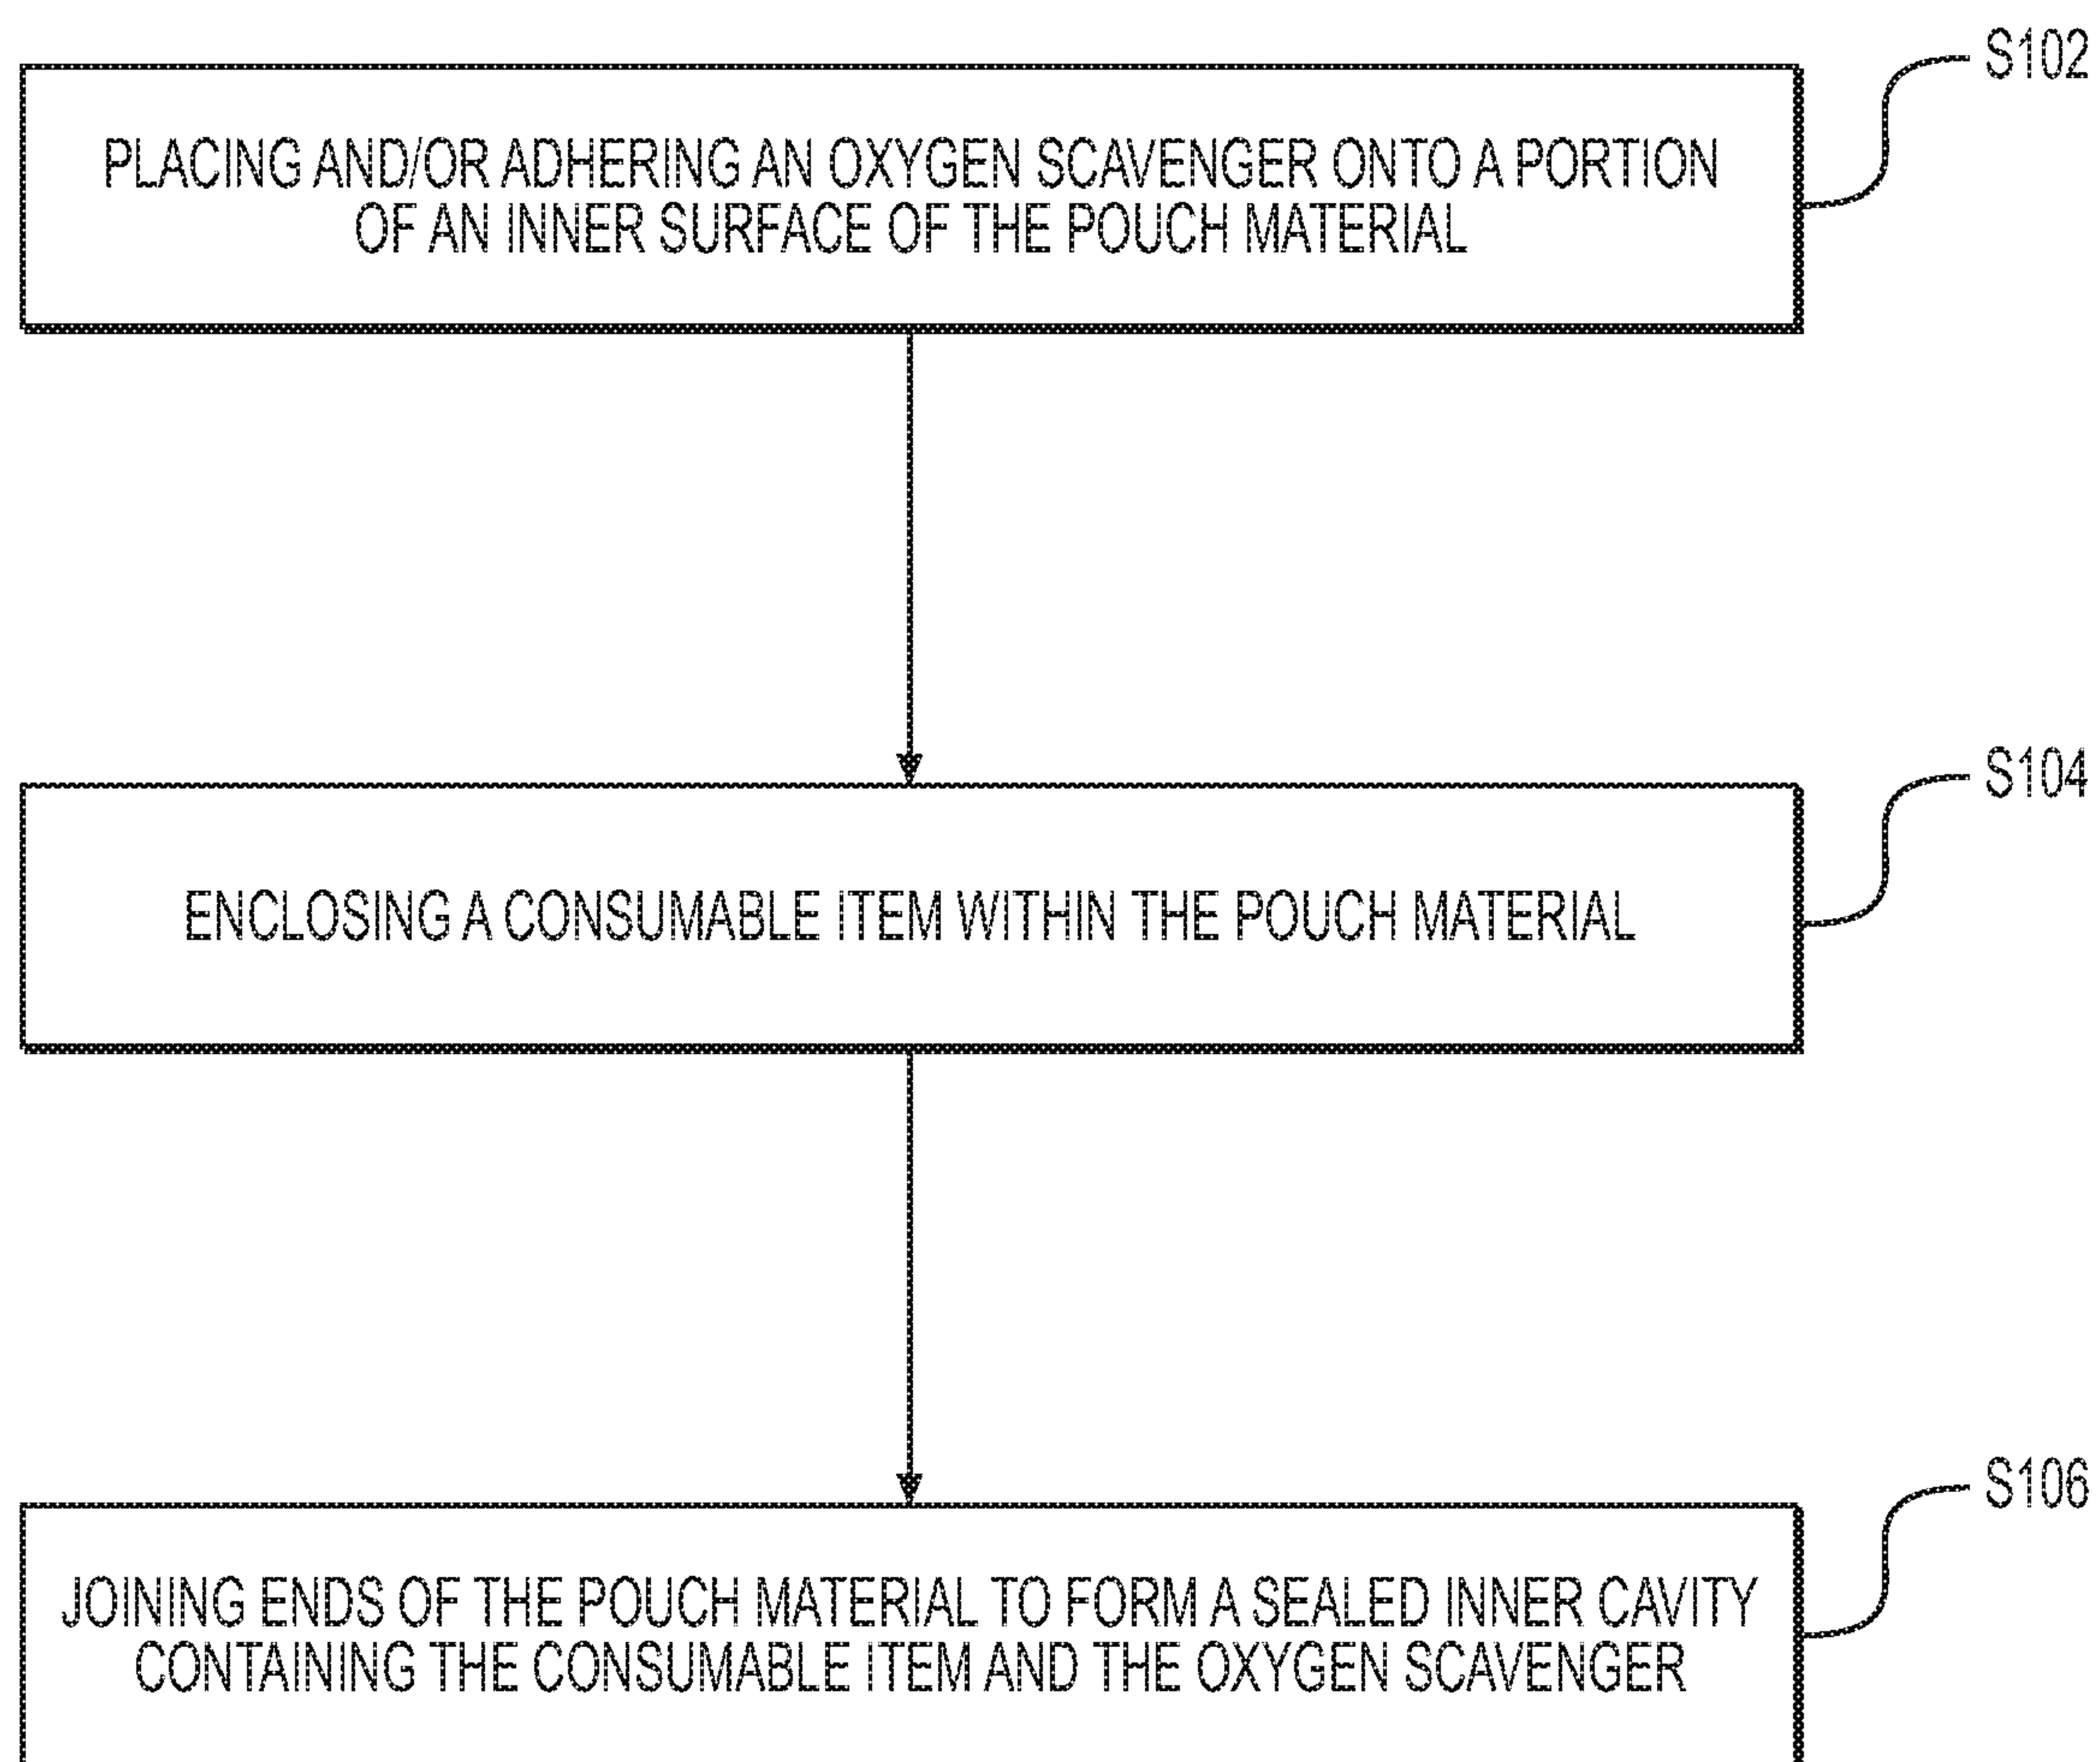 S102
PLACING AND/OR ADHERING AN OXYGEN SCAVENGER ONTO A PORTION
OF AN INNER SURFACE OF THE POUCH MATERIAL
S104
ENCLOSING A CONSUMABLE ITEM WITHIN THE POUCH MATERIAL
S106
JOINING ENDS OF THE POUCH MATERIAL TO FORM A SEALED INNER CAVITY
CONTAINING THE CONSUMABLE ITEM AND THE OXYGEN SCAVENGER